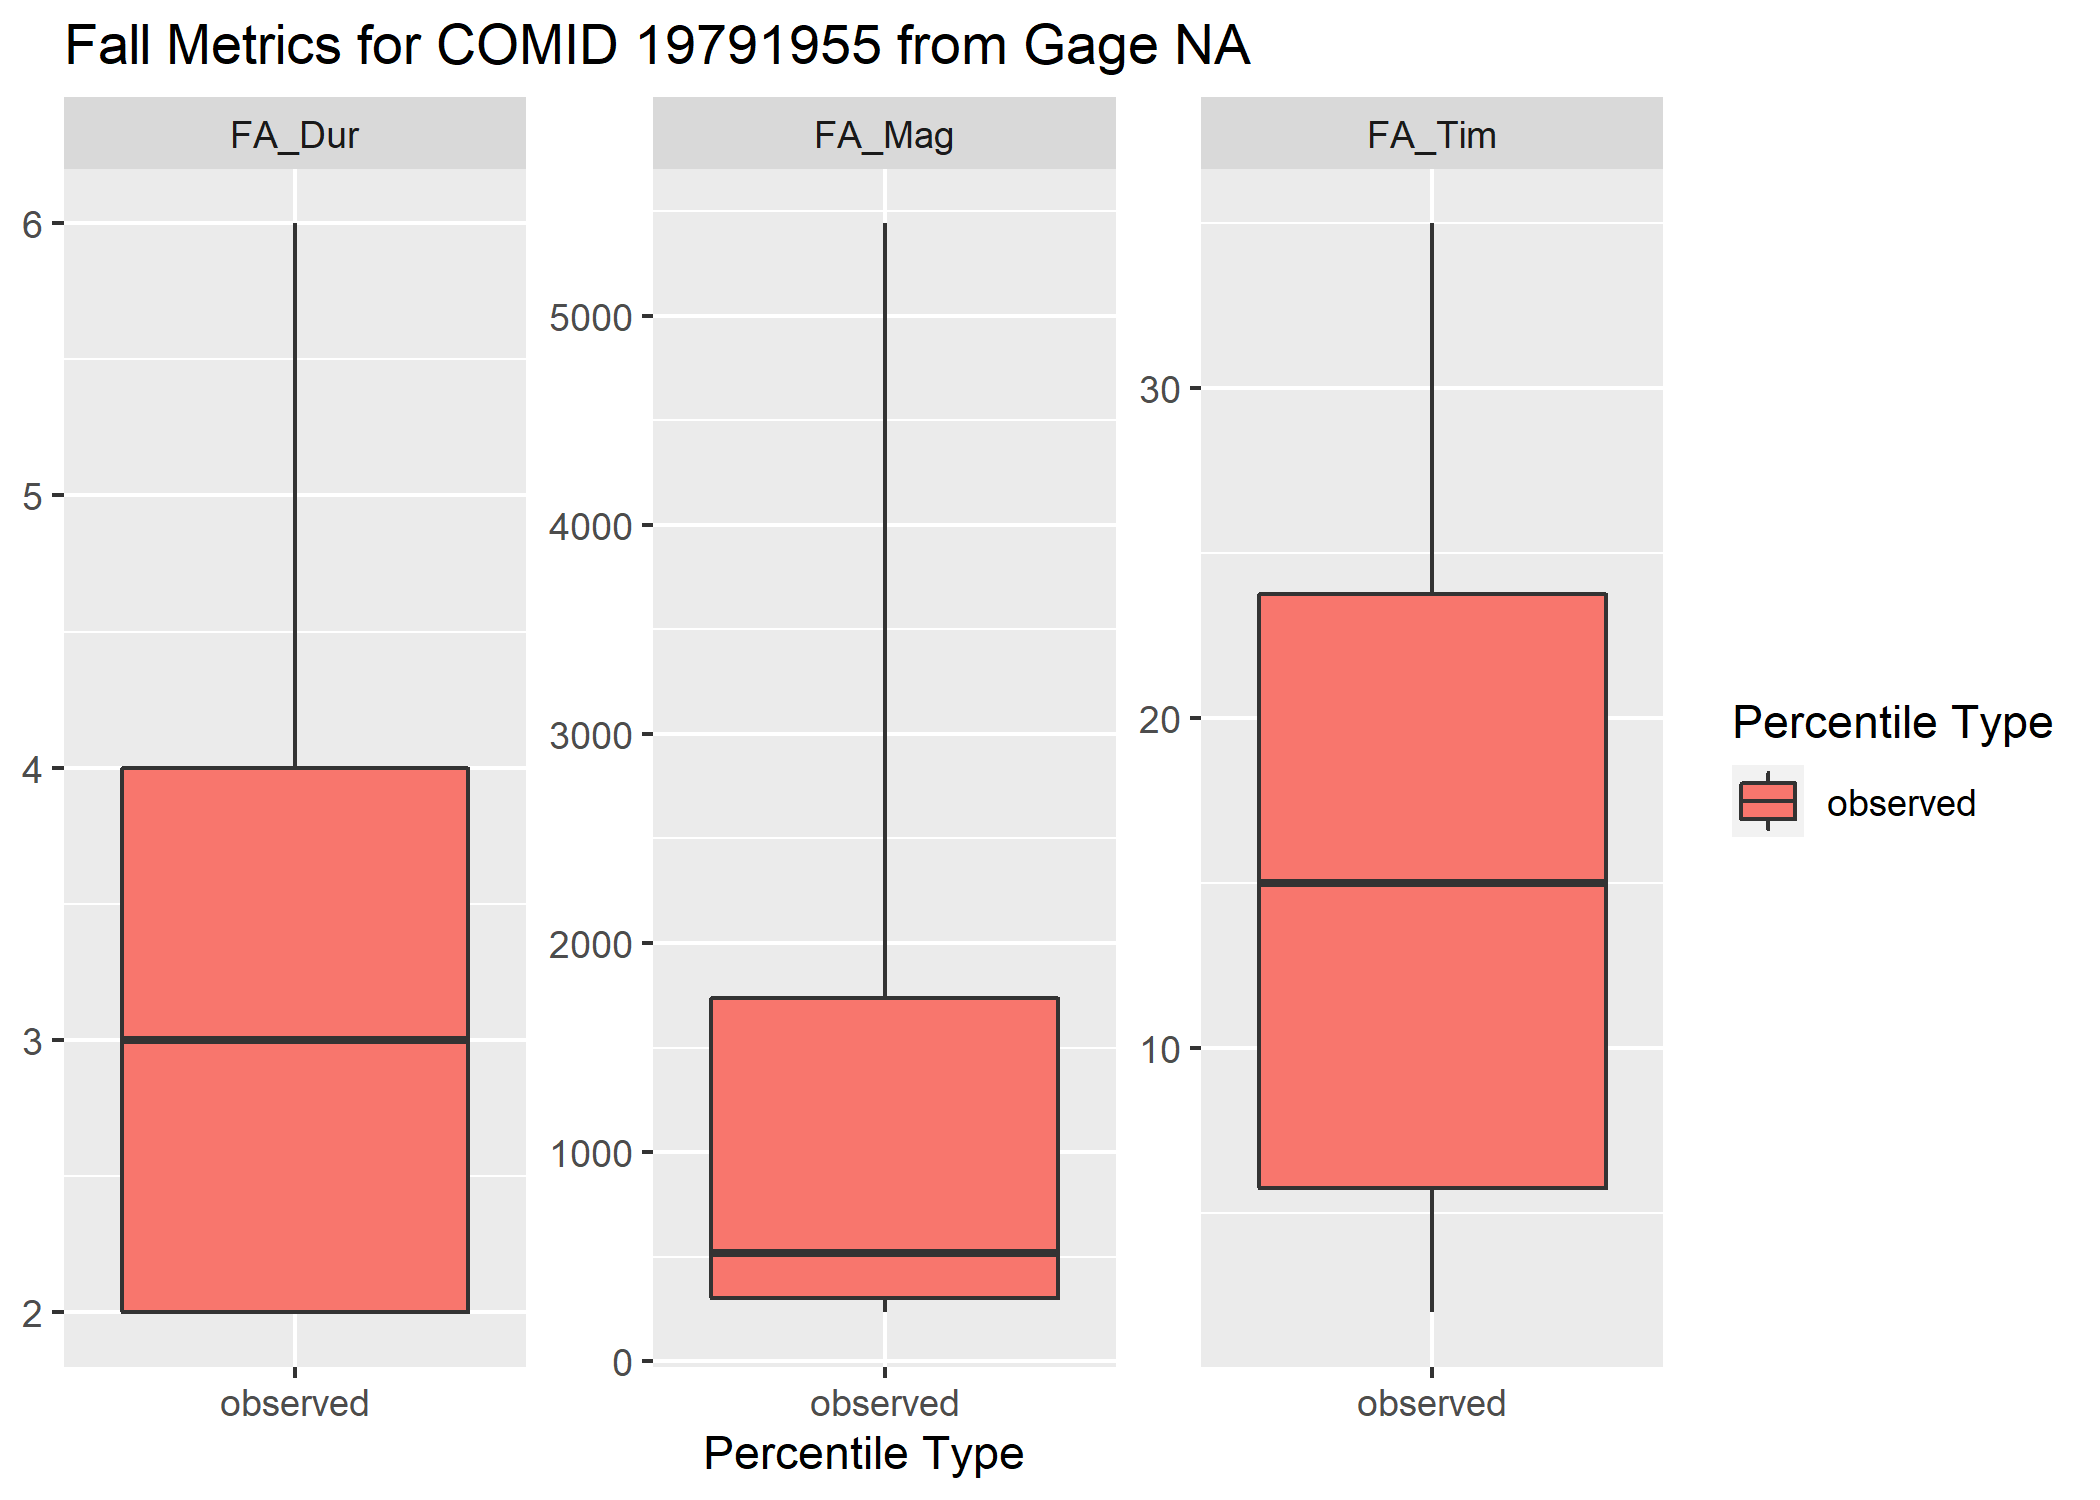 Fall Metrics for COMID 19791955 from Gage NA
FA_Dur
FA_Mag
FA_Tim
6
5
4
3
2
5000
4000
3000
2000
1000
0
30
20
10
observed
observed
observed
Percentile Type
Percentile Type
observed